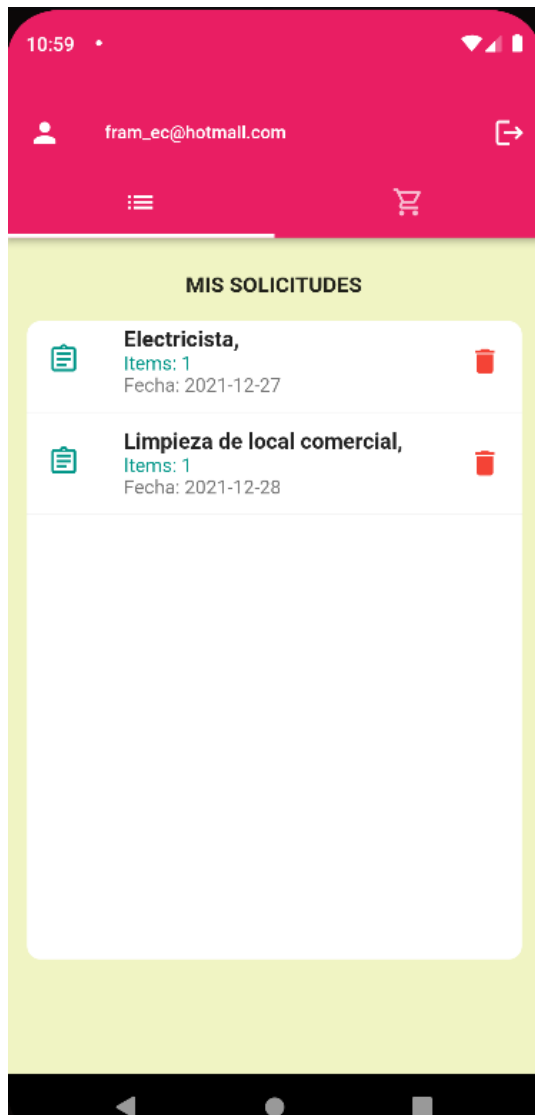 10:59
fram_ec@hotmail.com
MIS SOLICITUDES
Electricista,
Items: 1
Fecha: 2021-12-27
Limpieza de local comercial,
Items: 1
Fecha: 2021-12-28